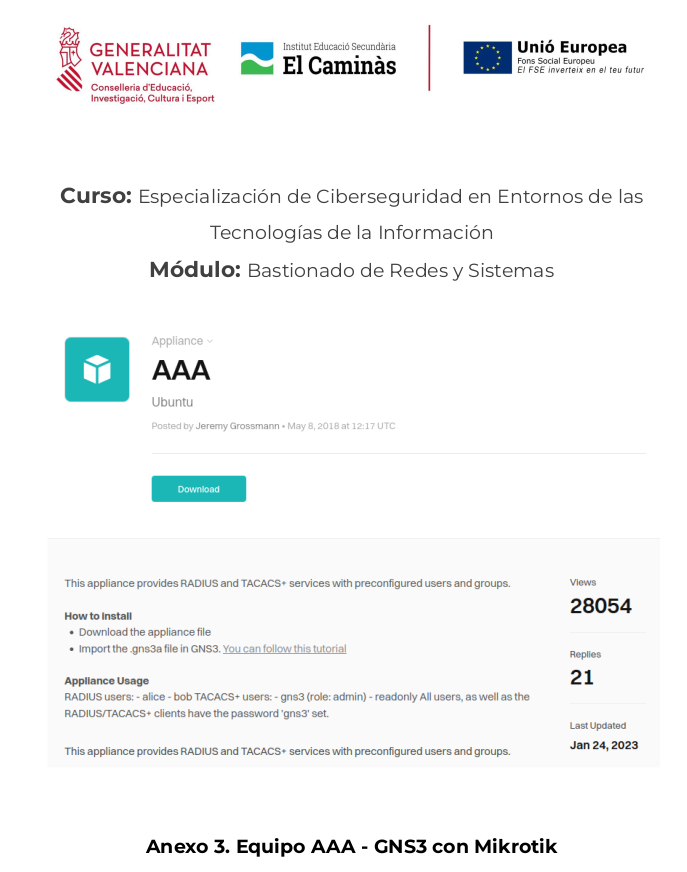 GENERALITAT
VALENCIANA
Conselleria d'Educació,
Investigació, Cultura i Esport
Institut Educació Secundària
El Caminàs
Unió Europea
Fons Social Europeu
El FSE inverteix en el teu futur
Curso: Especialización de Ciberseguridad en Entornos de las
Tecnologías de la Información
Módulo: Bastionado de Redes y Sistemas
Appliance
AAA
Ubuntu
Posted by Jeremy Grossmann • May 8, 2018 at 12:17 UTC
Download
This appliance provides RADIUS and TACACS+ services with preconfigured users and groups.
How to install
• Download the appliance file
• Import the .gns3a file in GNS3. You can follow this tutorial
Appliance Usage
RADIUS users: - alice - bob TACACS+ users: - gns3 (role: admin) - readonly All users, as well as the
RADIUS/TACACS+ clients have the password 'gns3' set.
This appliance provides RADIUS and TACACS+ services with preconfigured users and groups.
Views
28054
Replies
21
Last Updated
Jan 24, 2023
Anexo 3. Equipo AAA - GNS3 con Mikrotik